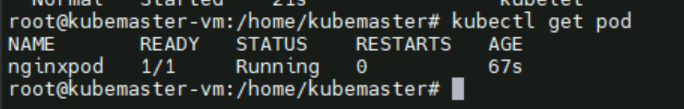 Normal Started 21s kubelet
root@kubemaster-vm:/home/kubemaster# kubectl get pod
NAME READY STATUS RESTARTS AGE
nginxpod 1/1 Running 0 67s
root@kubemaster-vm:/home/kubemaster#